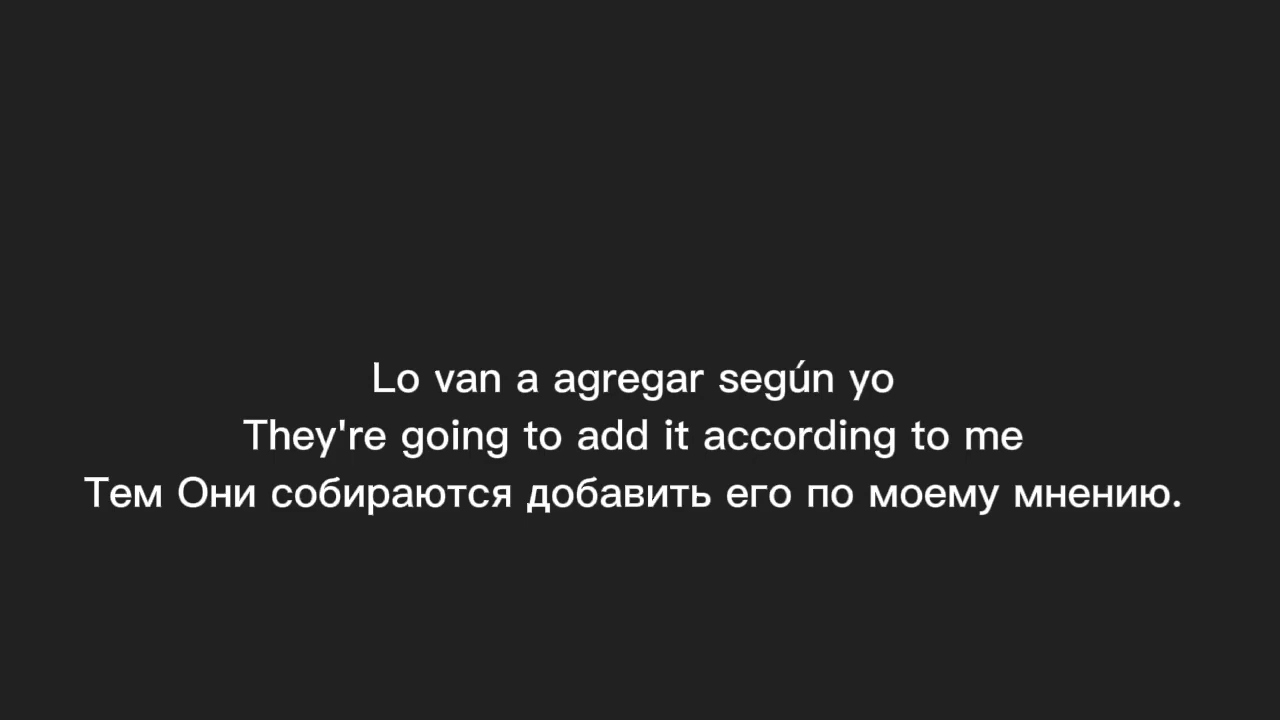 Lo van a agregar según yo
They're going to add it according to me
Тем Они собираются добавить его по моему мнению.